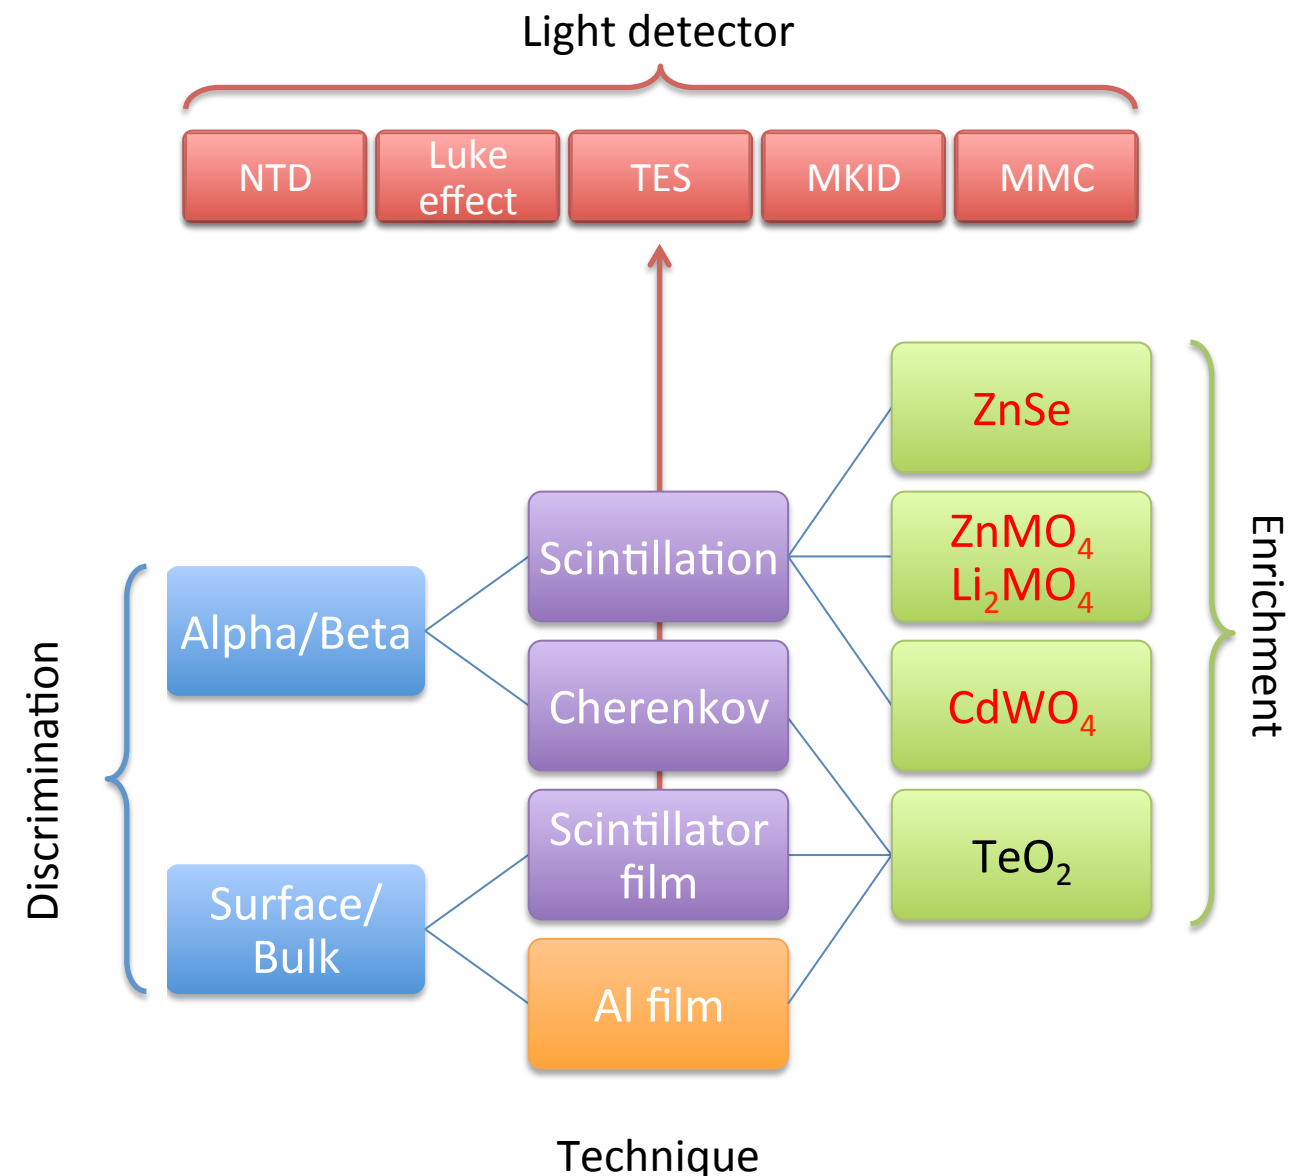 Light detector
NTD
Luke
effect
TES
MKID
MMC
ZnSe
ZnMO₄
Li₂MO₄
CdWO₄
TeO₂
Enrichment
Scintillation
Cherenkov
Scintillator
film
Al film
Alpha/Beta
Surface/
Bulk
Discrimination
Technique